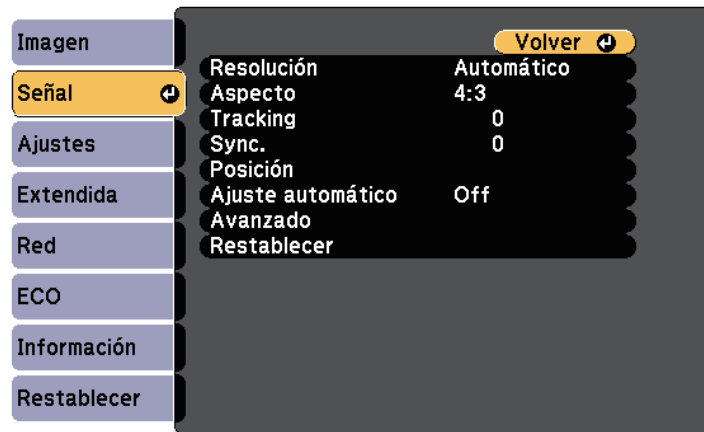 Imagen
Señal
Ajustes
Extendida
Red
ECO
Información
Restablecer
Volver
Resolución Automático
Aspecto 4:3
Tracking 0
Sync. 0
Posición
Ajuste automático Off
Avanzado
Restablecer